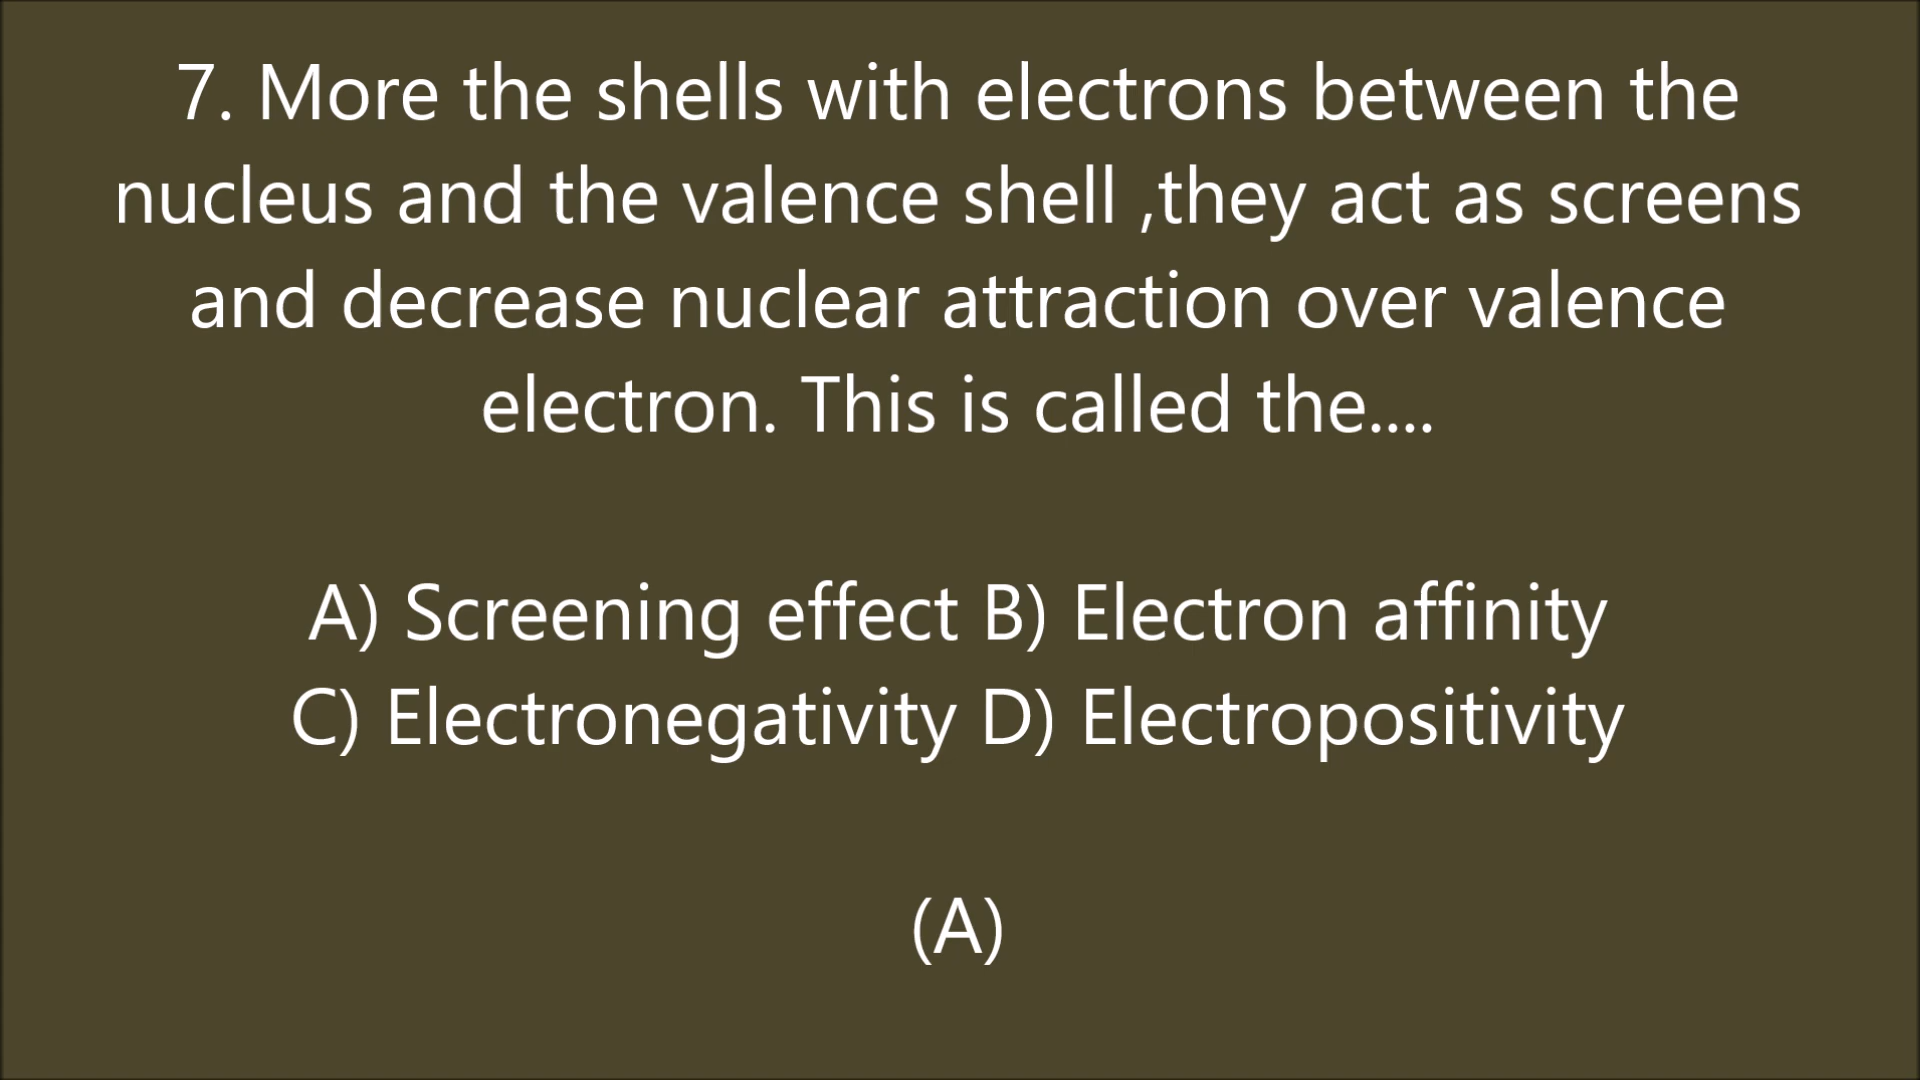 7. More the shells with electrons between the
nucleus and the valence shell ,they act as screens
and decrease nuclear attraction over valence
electron. This is called the....
A) Screening effect B) Electron affinity
C) Electronegativity D) Electropositivity
(A)